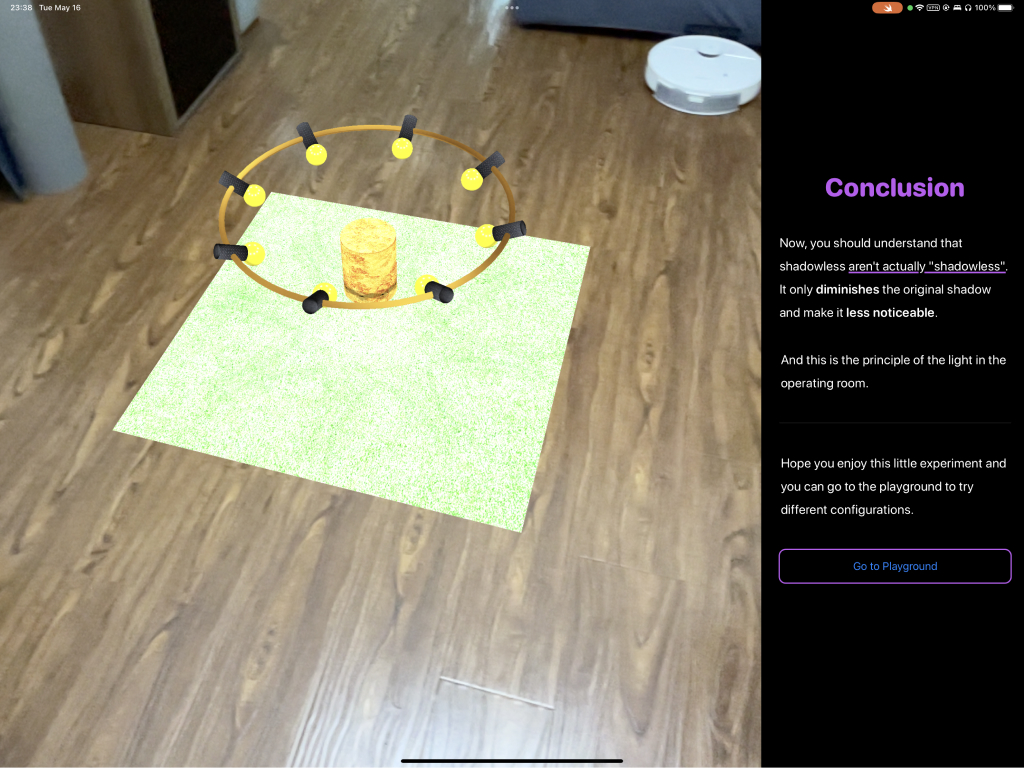 23:38 Tue May 16
VPN 100%
Conclusion
Now, you should understand that
shadowless aren't actually "shadowless".
It only diminishes the original shadow
and make it less noticeable.
And this is the principle of the light in the
operating room.
Hope you enjoy this little experiment and
you can go to the playground to try
different configurations.
Go to Playground